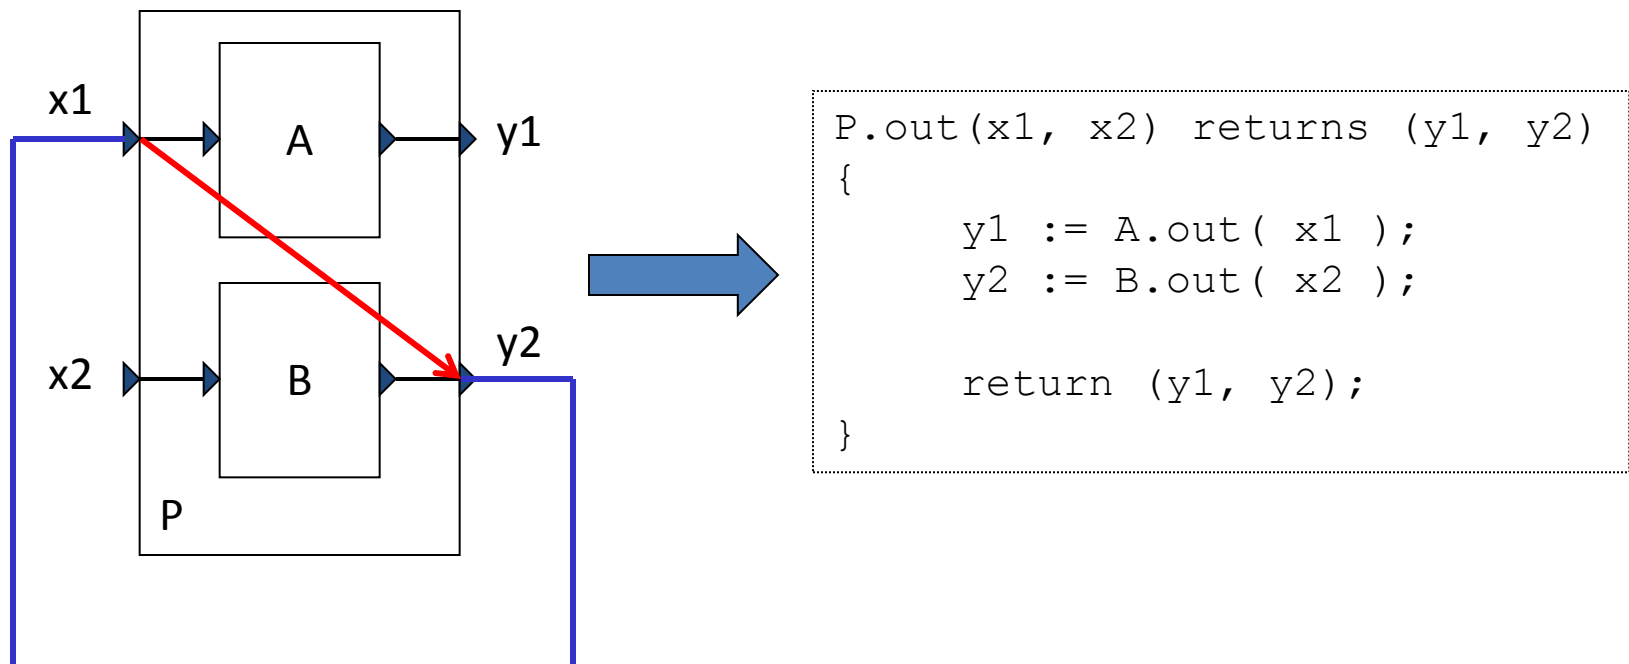 x1
A
y1
x2
B
y2
P
P.out(x1, x2) returns (y1, y2)
{
y1 := A.out( x1 );
y2 := B.out( x2 );
return (y1, y2);
}